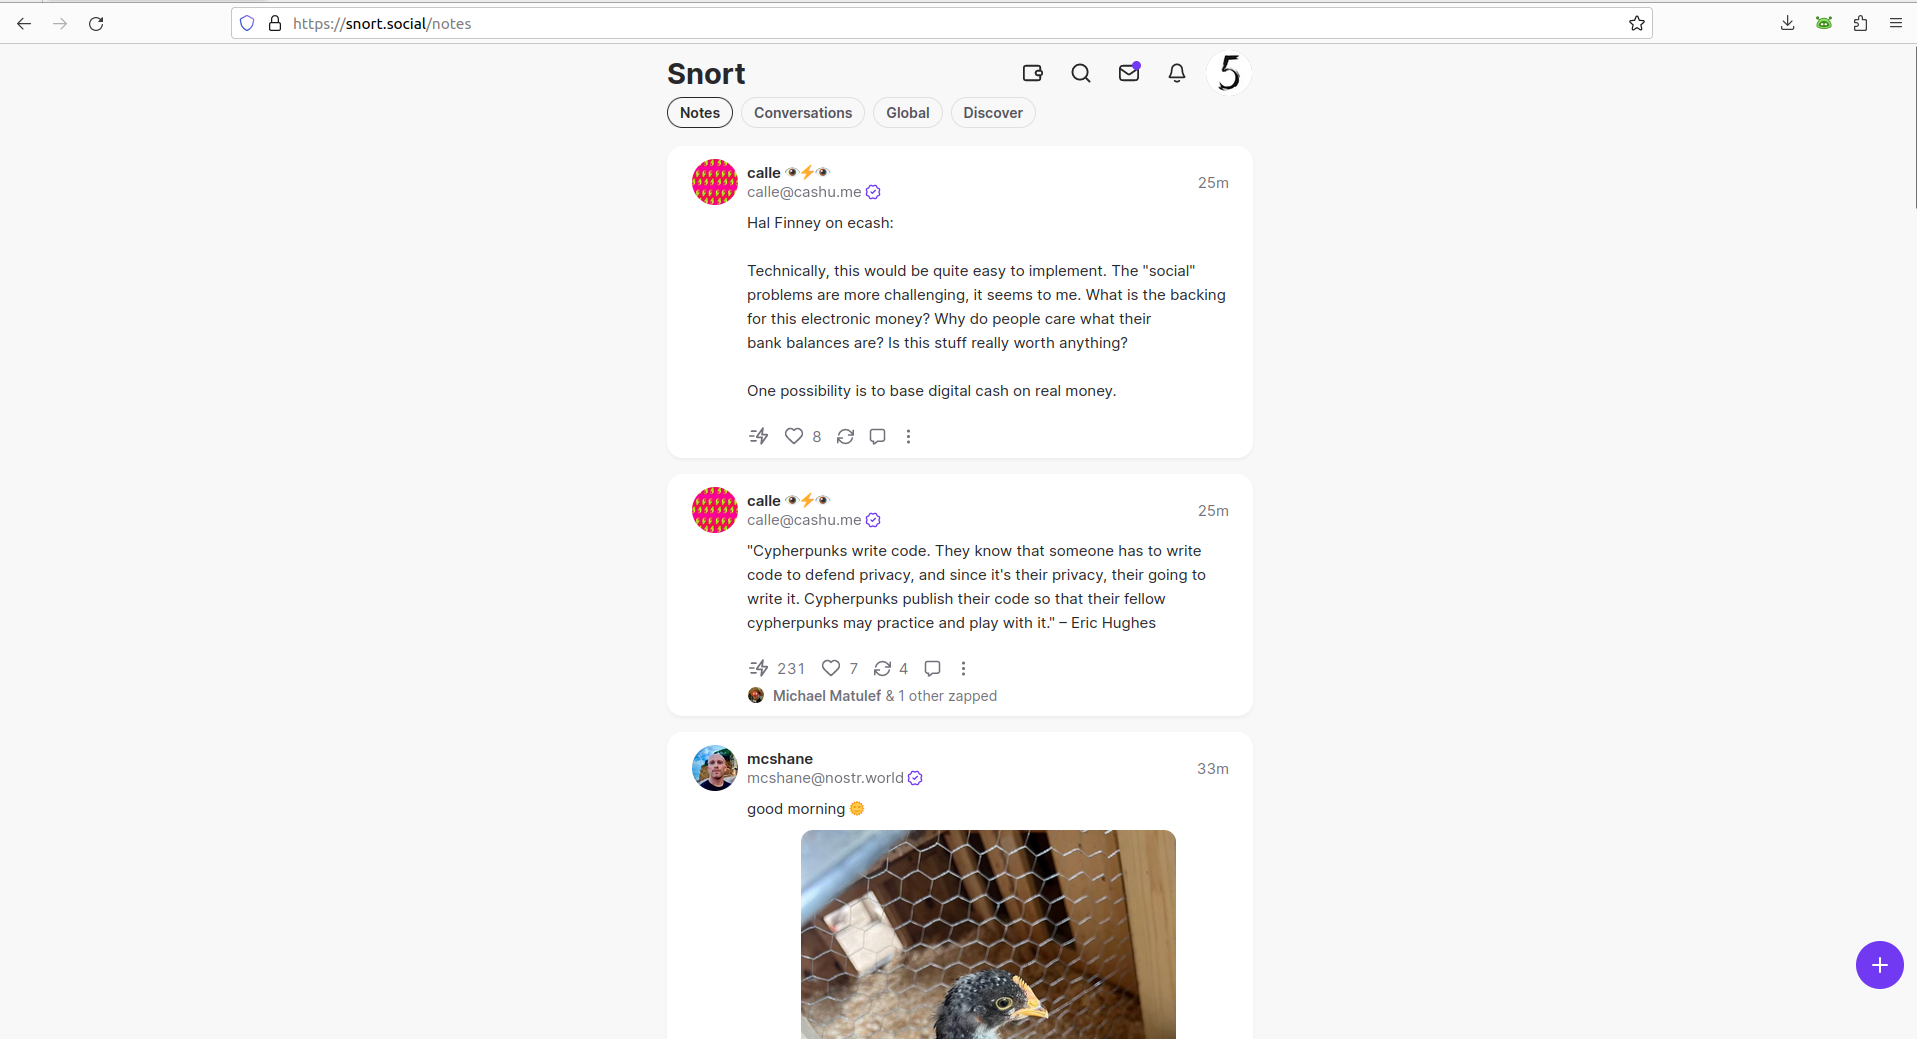 https://snort.social/notes
Snort
5
Notes
Conversations
Global
Discover
calle 👁️⚡👁️
25m
calle@cashu.me
Hal Finney on ecash:
Technically, this would be quite easy to implement. The "social"
problems are more challenging, it seems to me. What is the backing
for this electronic money? Why do people care what their
bank balances are? Is this stuff really worth anything?
One possibility is to base digital cash on real money.
8
calle 👁️⚡👁️
25m
calle@cashu.me
"Cypherpunks write code. They know that someone has to write
code to defend privacy, and since it's their privacy, their going to
write it. Cypherpunks publish their code so that their fellow
cypherpunks may practice and play with it." – Eric Hughes
231 7 4
Michael Matulef & 1 other zapped
mcshane
33m
mcshane@nostr.world
good morning 🌞